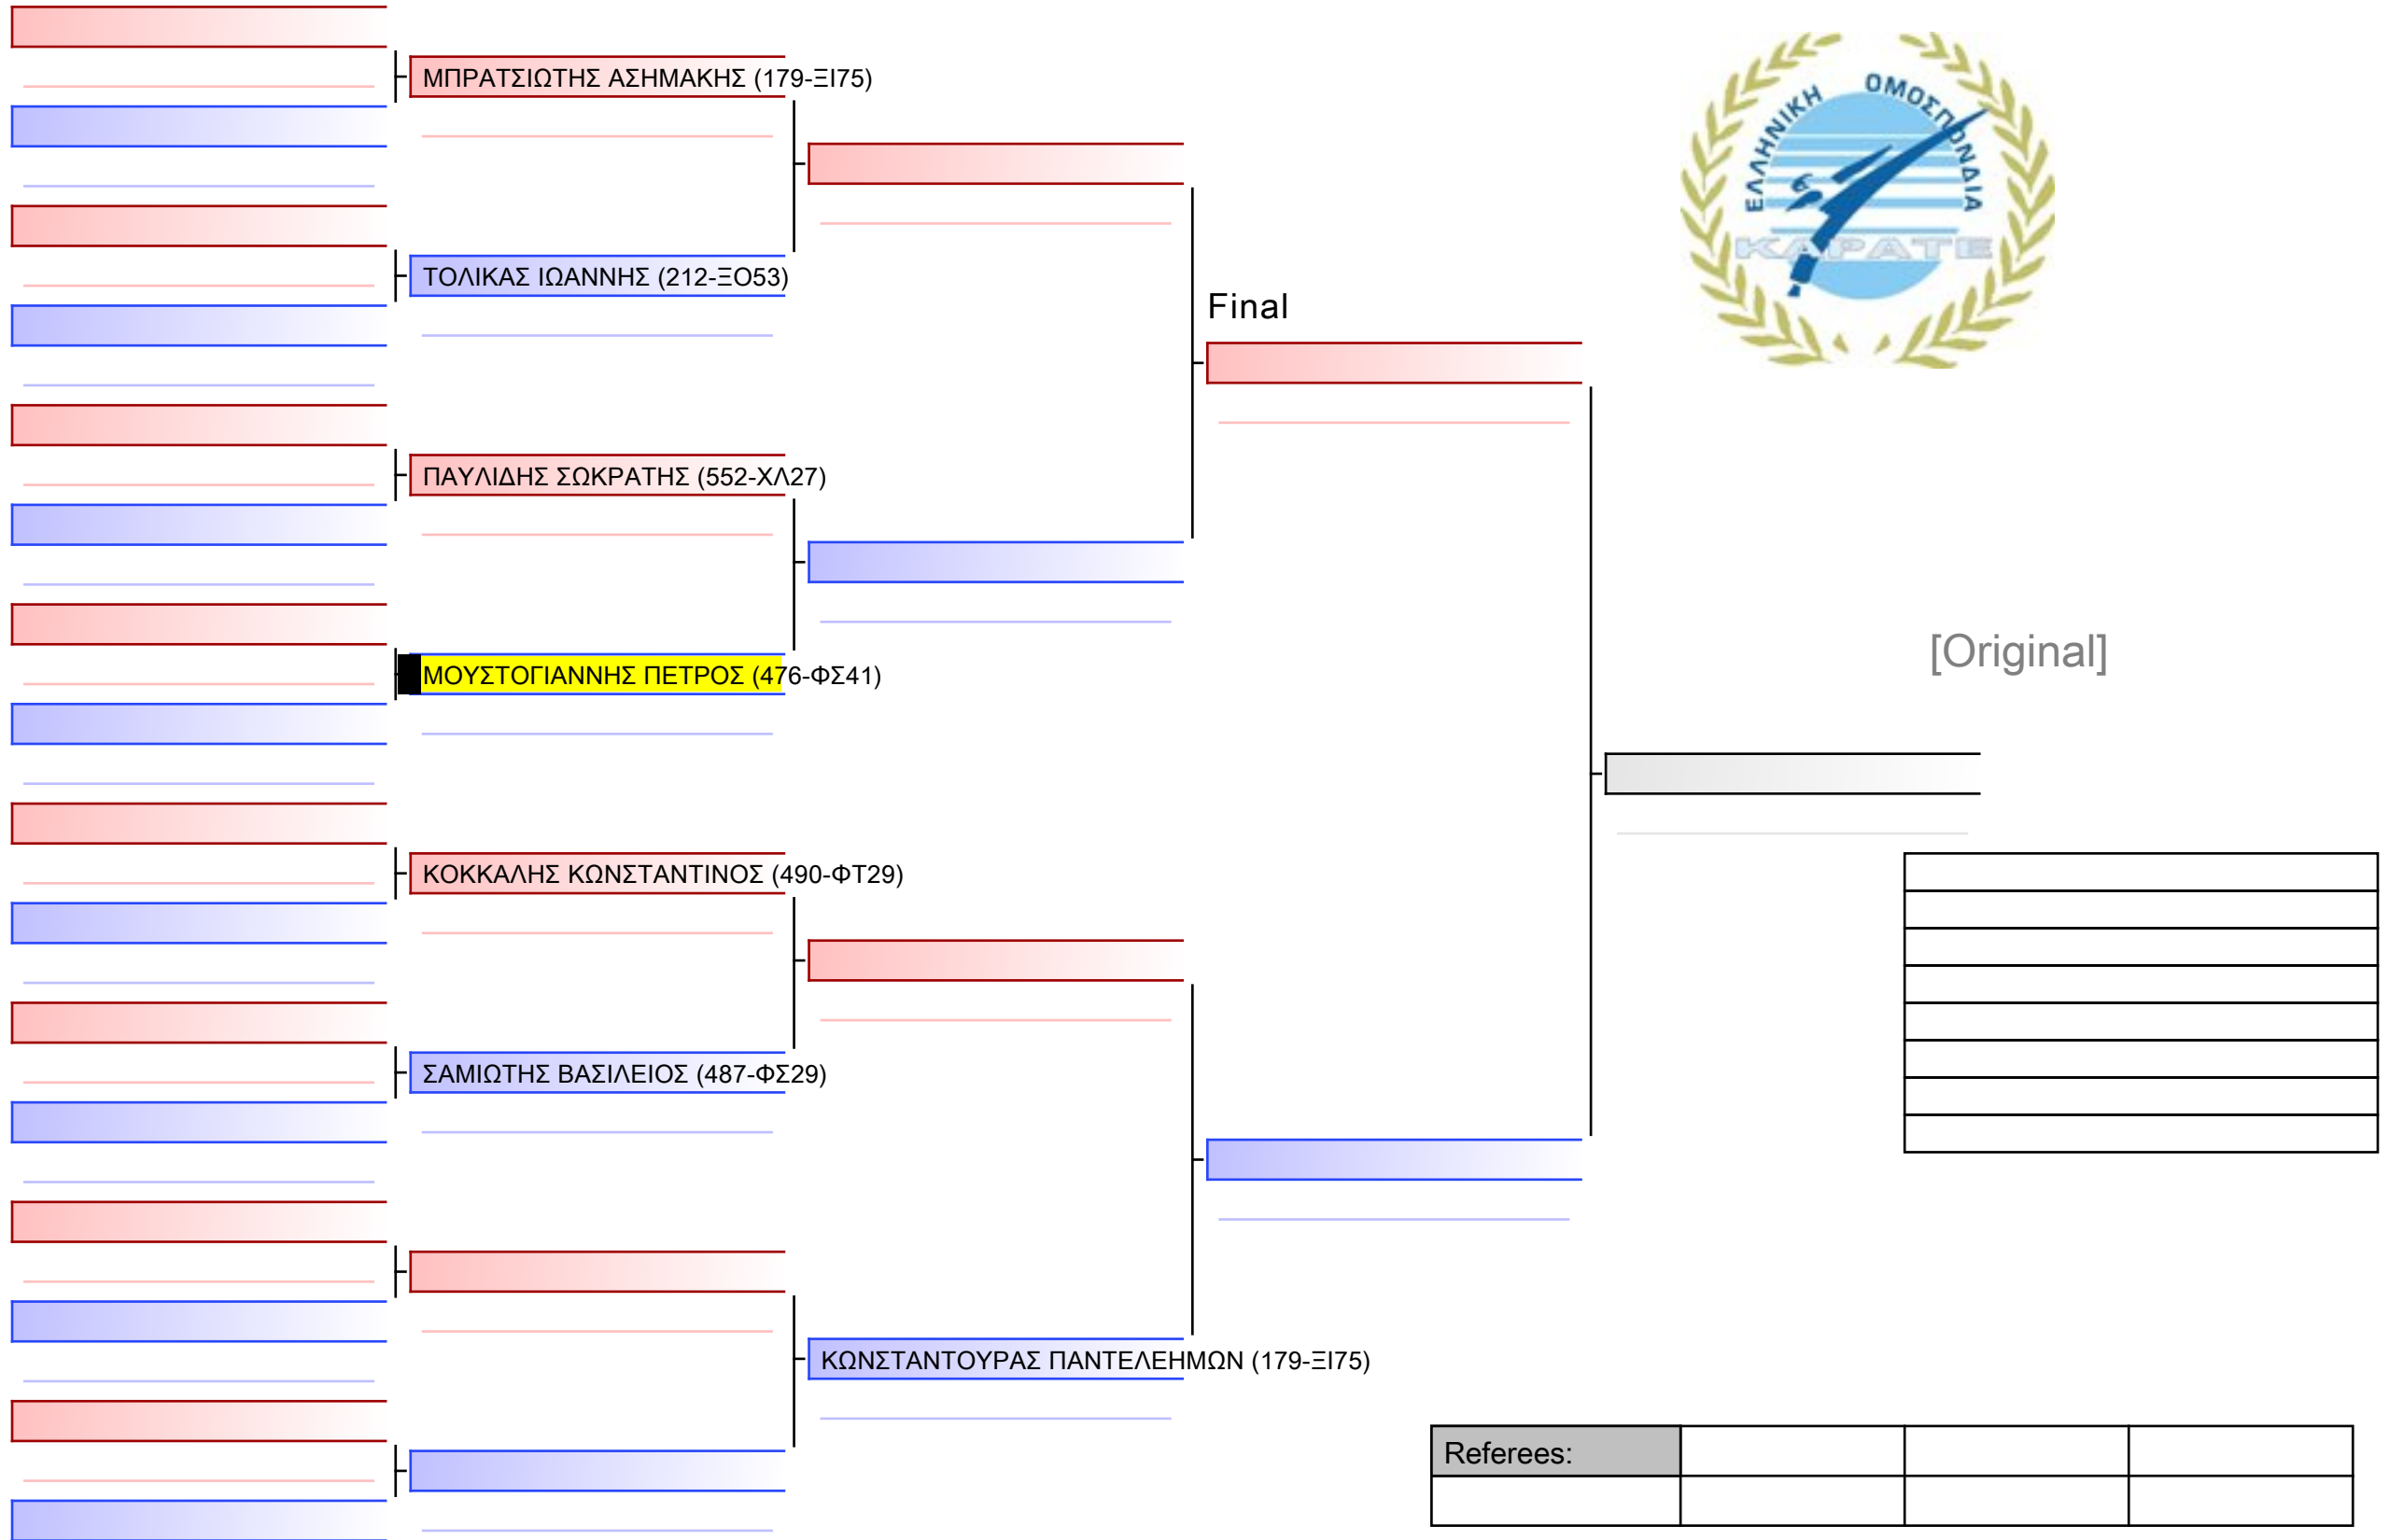 ΜΠΡΑΤΣΙΩΤΗΣ ΑΣΗΜΑΚΗΣ (179-ΞΙ75)
ΕΛΛΗΝΙΚΗ ΟΜΟΣΠΟΝΔΙΑ
ΚΑΡΑΤΕ
ΤΟΛΙΚΑΣ ΙΩΑΝΝΗΣ (212-ΞΟ53)
Final
ΠΑΥΛΙΔΗΣ ΣΩΚΡΑΤΗΣ (552-ΧΛ27)
[Original]
ΜΟΥΣΤΟΓΙΑΝΝΗΣ ΠΕΤΡΟΣ (476-ΦΣ41)
ΚΟΚΚΑΛΗΣ ΚΩΝΣΤΑΝΤΙΝΟΣ (490-ΦΤ29)
ΣΑΜΙΩΤΗΣ ΒΑΣΙΛΕΙΟΣ (487-ΦΣ29)
ΚΩΝΣΤΑΝΤΟΥΡΑΣ ΠΑΝΤΕΛΕΗΜΩΝ (179-ΞΙ75)
Referees: